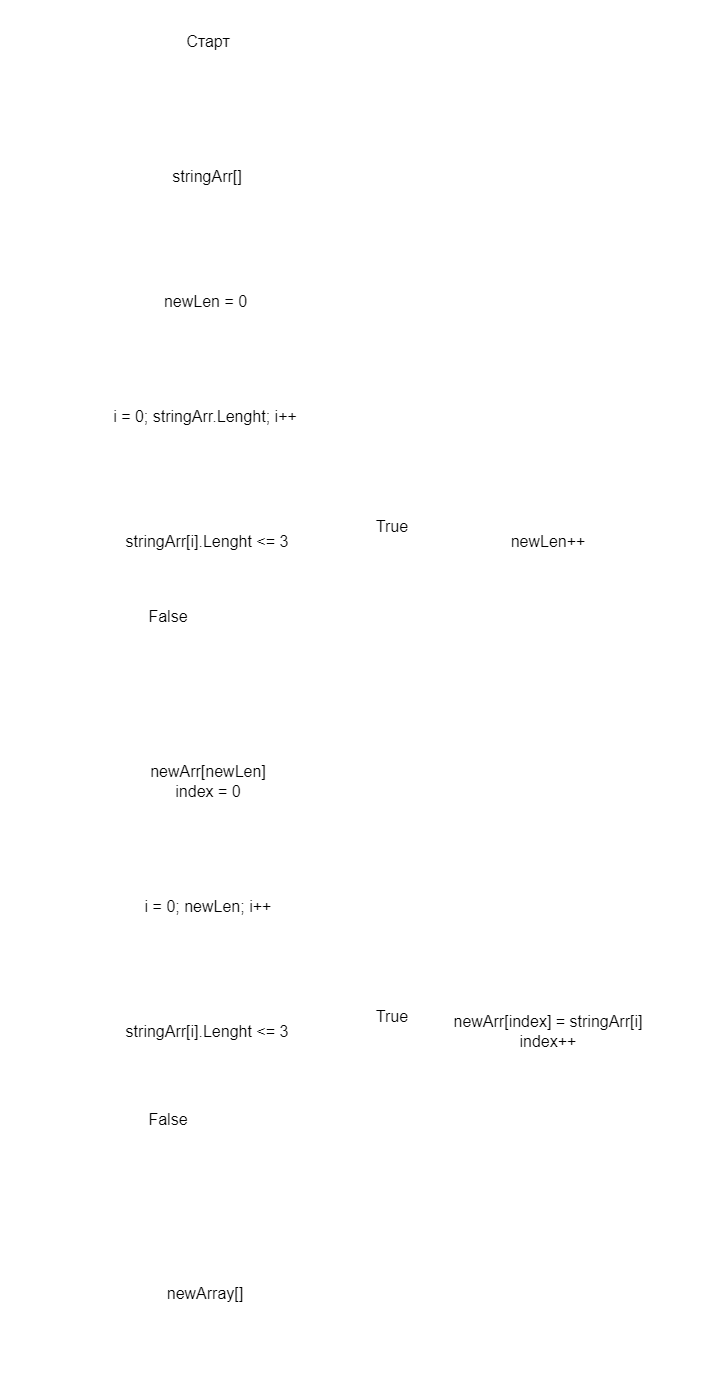 Старт
stringArr[]
newLen = 0
i = 0; stringArr.Lenght; i++
True
stringArr[i].Lenght <= 3
newLen++
False
newArr[newLen]
index = 0
i = 0; newLen; i++
True
stringArr[i].Lenght <= 3
newArr[index] = stringArr[i]
index++
False
newArray[]